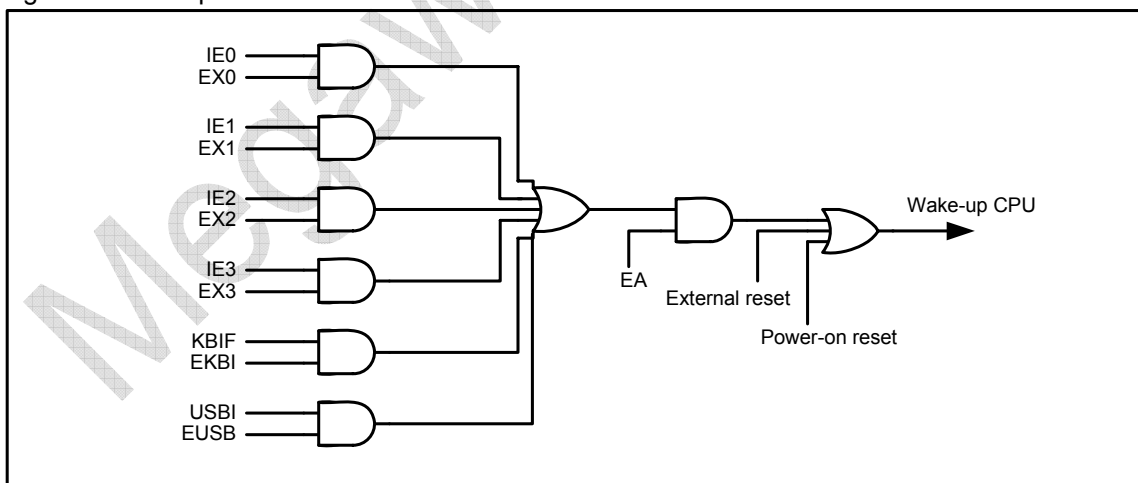 IE0
EX0
IE1
EX1
IE2
EX2
IE3
EX3
KBIF
EKBI
USBI
EUSB
EA
External reset
Power-on reset
Wake-up CPU